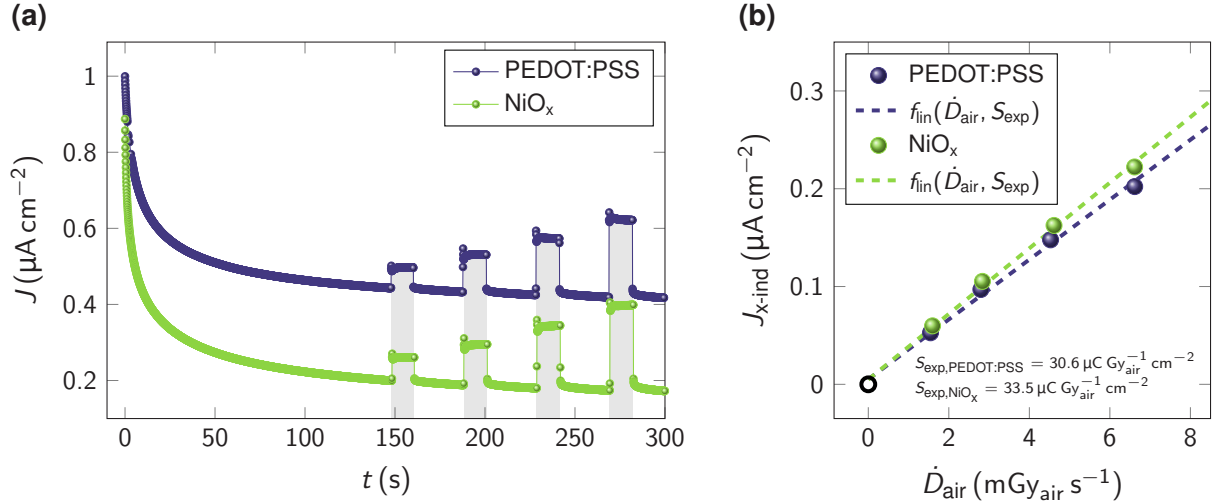 (a)
1
0.8
0.6
0.4
0.2
0
50
100
150
200
250
300
J (µA cm⁻²)
t (s)
PEDOT:PSS
NiOₓ
(b)
0.3
0.2
0.1
0
0
2
4
6
8
Jₓ₋ᵢₙd (µA cm⁻²)
Ḋ_air (mGy_air s⁻¹)
PEDOT:PSS
f_lin(Ḋ_air, S_exp)
NiOₓ
f_lin(Ḋ_air, S_exp)
S_exp,PEDOT:PSS = 30.6 µC Gy_air⁻¹ cm⁻²
S_exp,NiOₓ = 33.5 µC Gy_air⁻¹ cm⁻²